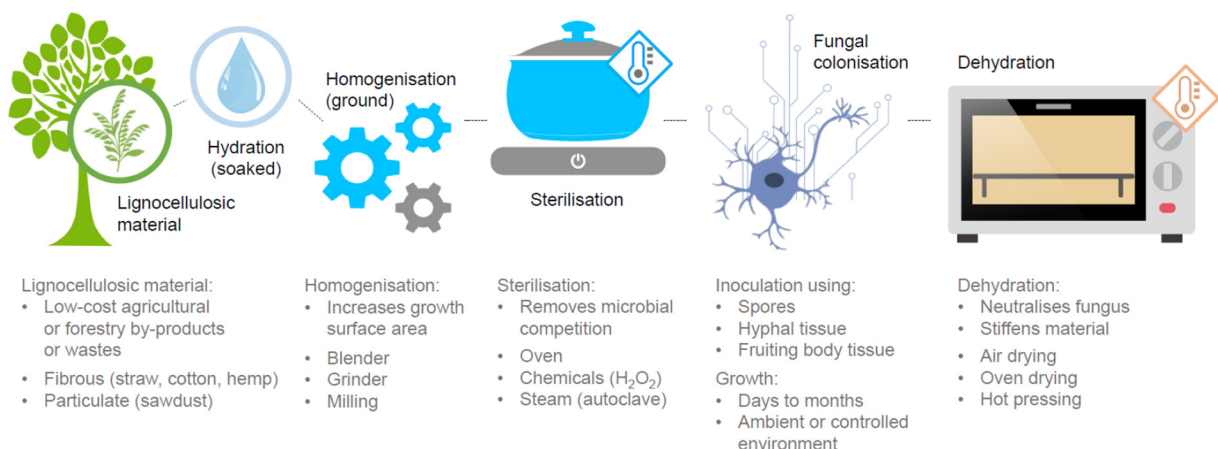 Lignocellulosic
material
Hydration
(soaked)
Homogenisation
(ground)
Sterilisation
Fungal
colonisation
Dehydration
Lignocellulosic material:
• Low-cost agricultural
or forestry by-products
or wastes
• Fibrous (straw, cotton, hemp)
• Particulate (sawdust)
Homogenisation:
• Increases growth
surface area
• Blender
• Grinder
• Milling
Sterilisation:
• Removes microbial
competition
• Oven
• Chemicals (H₂O₂)
• Steam (autoclave)
Inoculation using:
• Spores
• Hyphal tissue
• Fruiting body tissue
Growth:
• Days to months
• Ambient or controlled
environment
Dehydration:
• Neutralises fungus
• Stiffens material
• Air drying
• Oven drying
• Hot pressing